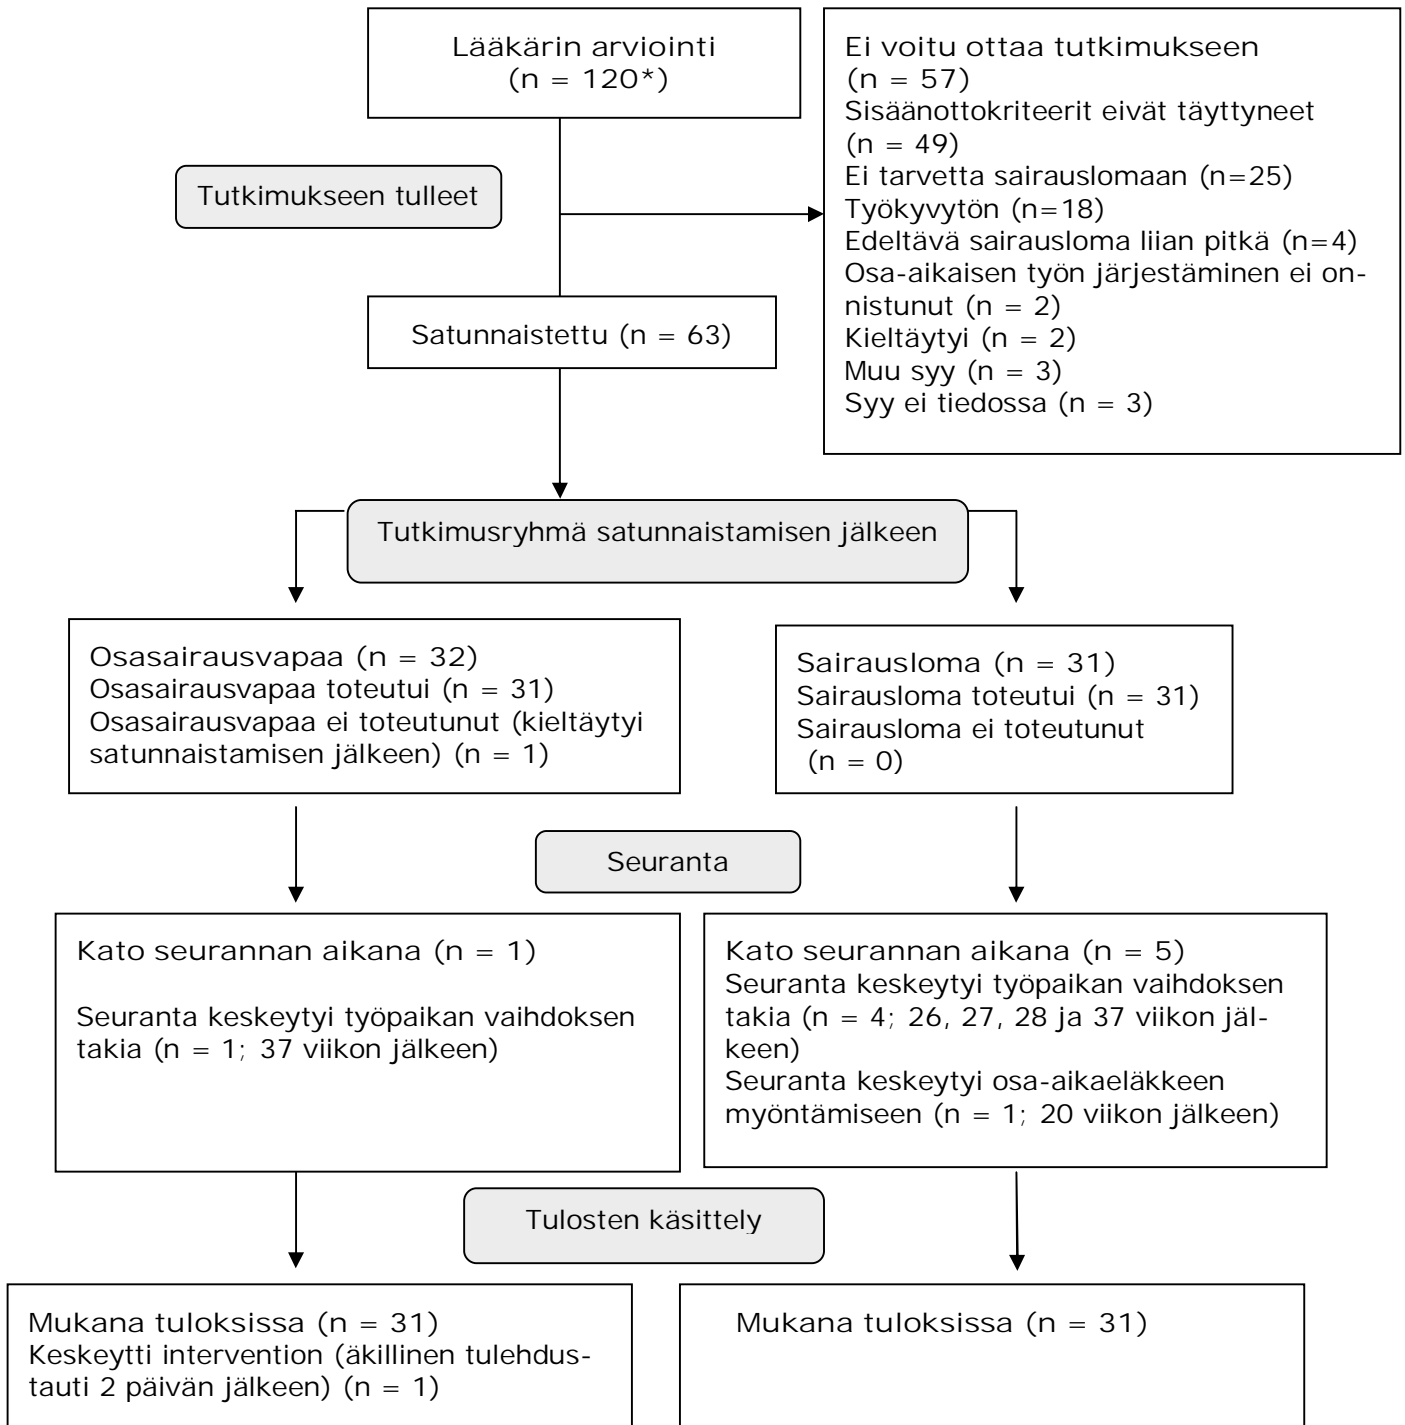 Lääkärin arviointi
(n = 120*)
Ei voitu ottaa tutkimukseen
(n = 57)
Sisäänottokriteerit eivät täyttyneet
(n = 49)
Ei tarvetta sairauslomaan (n=25)
Työkyvytön (n=18)
Edeltävä sairausloma liian pitkä (n=4)
Osa-aikaisen työn järjestäminen ei on-
nistunut (n = 2)
Kieltäytyi (n = 2)
Muu syy (n = 3)
Syy ei tiedossa (n = 3)
Tutkimukseen tulleet
Satunnaistettu (n = 63)
Tutkimusryhmä satunnaistamisen jälkeen
Osasairausvapaa (n = 32)
Osasairausvapaa toteutui (n = 31)
Osasairausvapaa ei toteutunut (kieltäytyi
satunnaistamisen jälkeen) (n = 1)
Sairausloma (n = 31)
Sairausloma toteutui (n = 31)
Sairausloma ei toteutunut
(n = 0)
Seuranta
Kato seurannan aikana (n = 1)
Seuranta keskeytyi työpaikan vaihdoksen
takia (n = 1; 37 viikon jälkeen)
Kato seurannan aikana (n = 5)
Seuranta keskeytyi työpaikan vaihdoksen
takia (n = 4; 26, 27, 28 ja 37 viikon jäl-
keen)
Seuranta keskeytyi osa-aikaeläkkeen
myöntämiseen (n = 1; 20 viikon jälkeen)
Tulosten käsittely
Mukana tuloksissa (n = 31)
Keskeytti intervention (äkillinen tulehdus-
tauti 2 päivän jälkeen) (n = 1)
Mukana tuloksissa (n = 31)